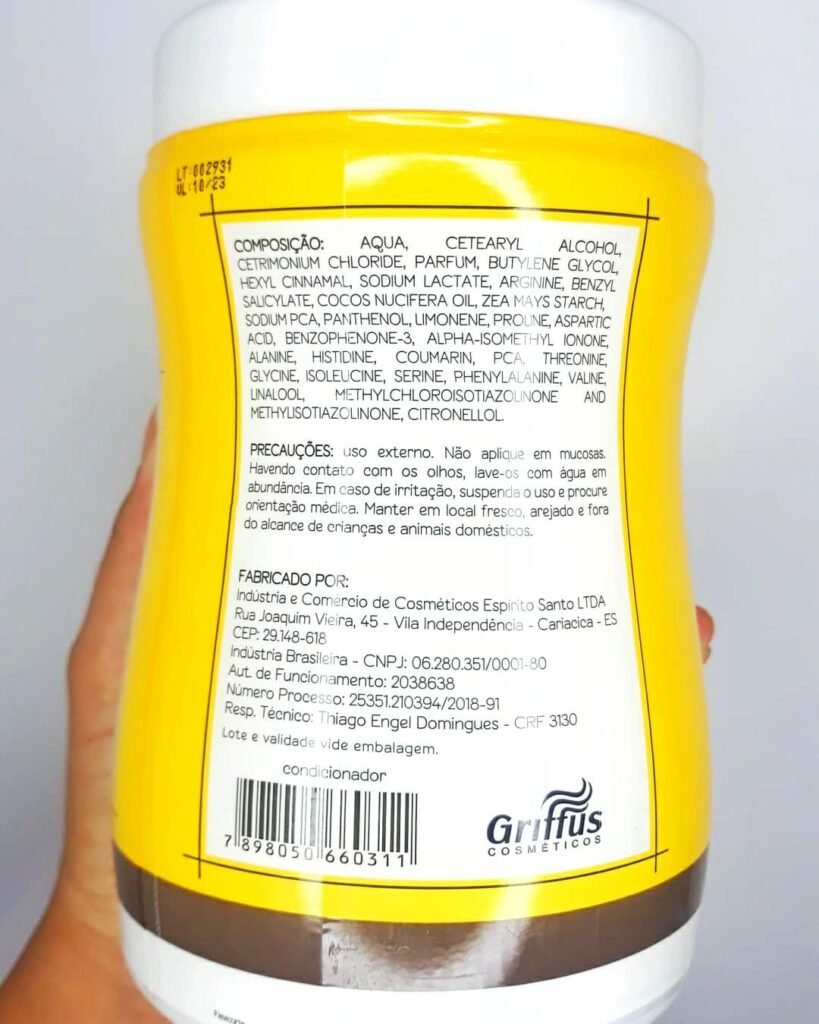 LT:002931
VL:10/23
COMPOSIÇÃO: AQUA, CETEARYL ALCOHOL,
CETRIMONIUM CHLORIDE, PARFUM, BUTYLENE GLYCOL,
HEXYL CINNAMAL, SODIUM LACTATE, ARGININE, BENZYL
SALICYLATE, COCOS NUCIFERA OIL, ZEA MAYS STARCH,
SODIUM PCA, PANTHENOL, LIMONENE, PROLINE, ASPARTIC
ACID, BENZOPHENONE-3, ALPHA-ISOMETHYL IONONE,
ALANINE, HISTIDINE, COUMARIN, PCA, THREONINE,
GLYCINE, ISOLEUCINE, SERINE, PHENYLALANINE, VALINE,
LINALOOL, METHYLCHLOROISOTIAZOLINONE AND
METHYLISOTIAZOLINONE, CITRONELLOL.
PRECAUÇÕES: uso externo. Não aplique em mucosas.
Havendo contato com os olhos, lave-os com água em
abundância. Em caso de irritação, suspenda o uso e procure
orientação médica. Manter em local fresco, arejado e fora
do alcance de crianças e animais domésticos.
FABRICADO POR:
Indústria e Comércio de Cosméticos Espirito Santo LTDA
Rua Joaquim Vieira, 45 - Vila Independência - Cariacica - ES
CEP: 29.148-618
Indústria Brasileira - CNPJ: 06.280.351/0001-80
Aut. de Funcionamento: 2038638
Número Processo: 25351.210394/2018-91
Resp. Técnico: Thiago Engel Domingues - CRF 3130
Lote e validade vide embalagem.
condicionador
7 898050 660311
Griffus
COSMÉTICOS